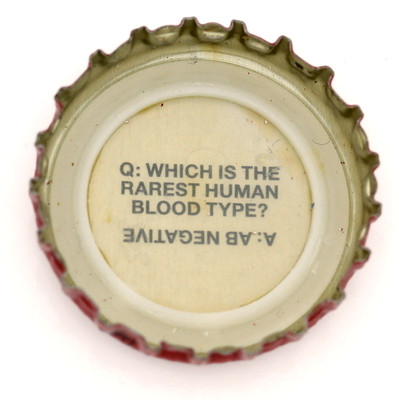 Q: WHICH IS THE
RAREST HUMAN
BLOOD TYPE?
A: AB NEGATIVE